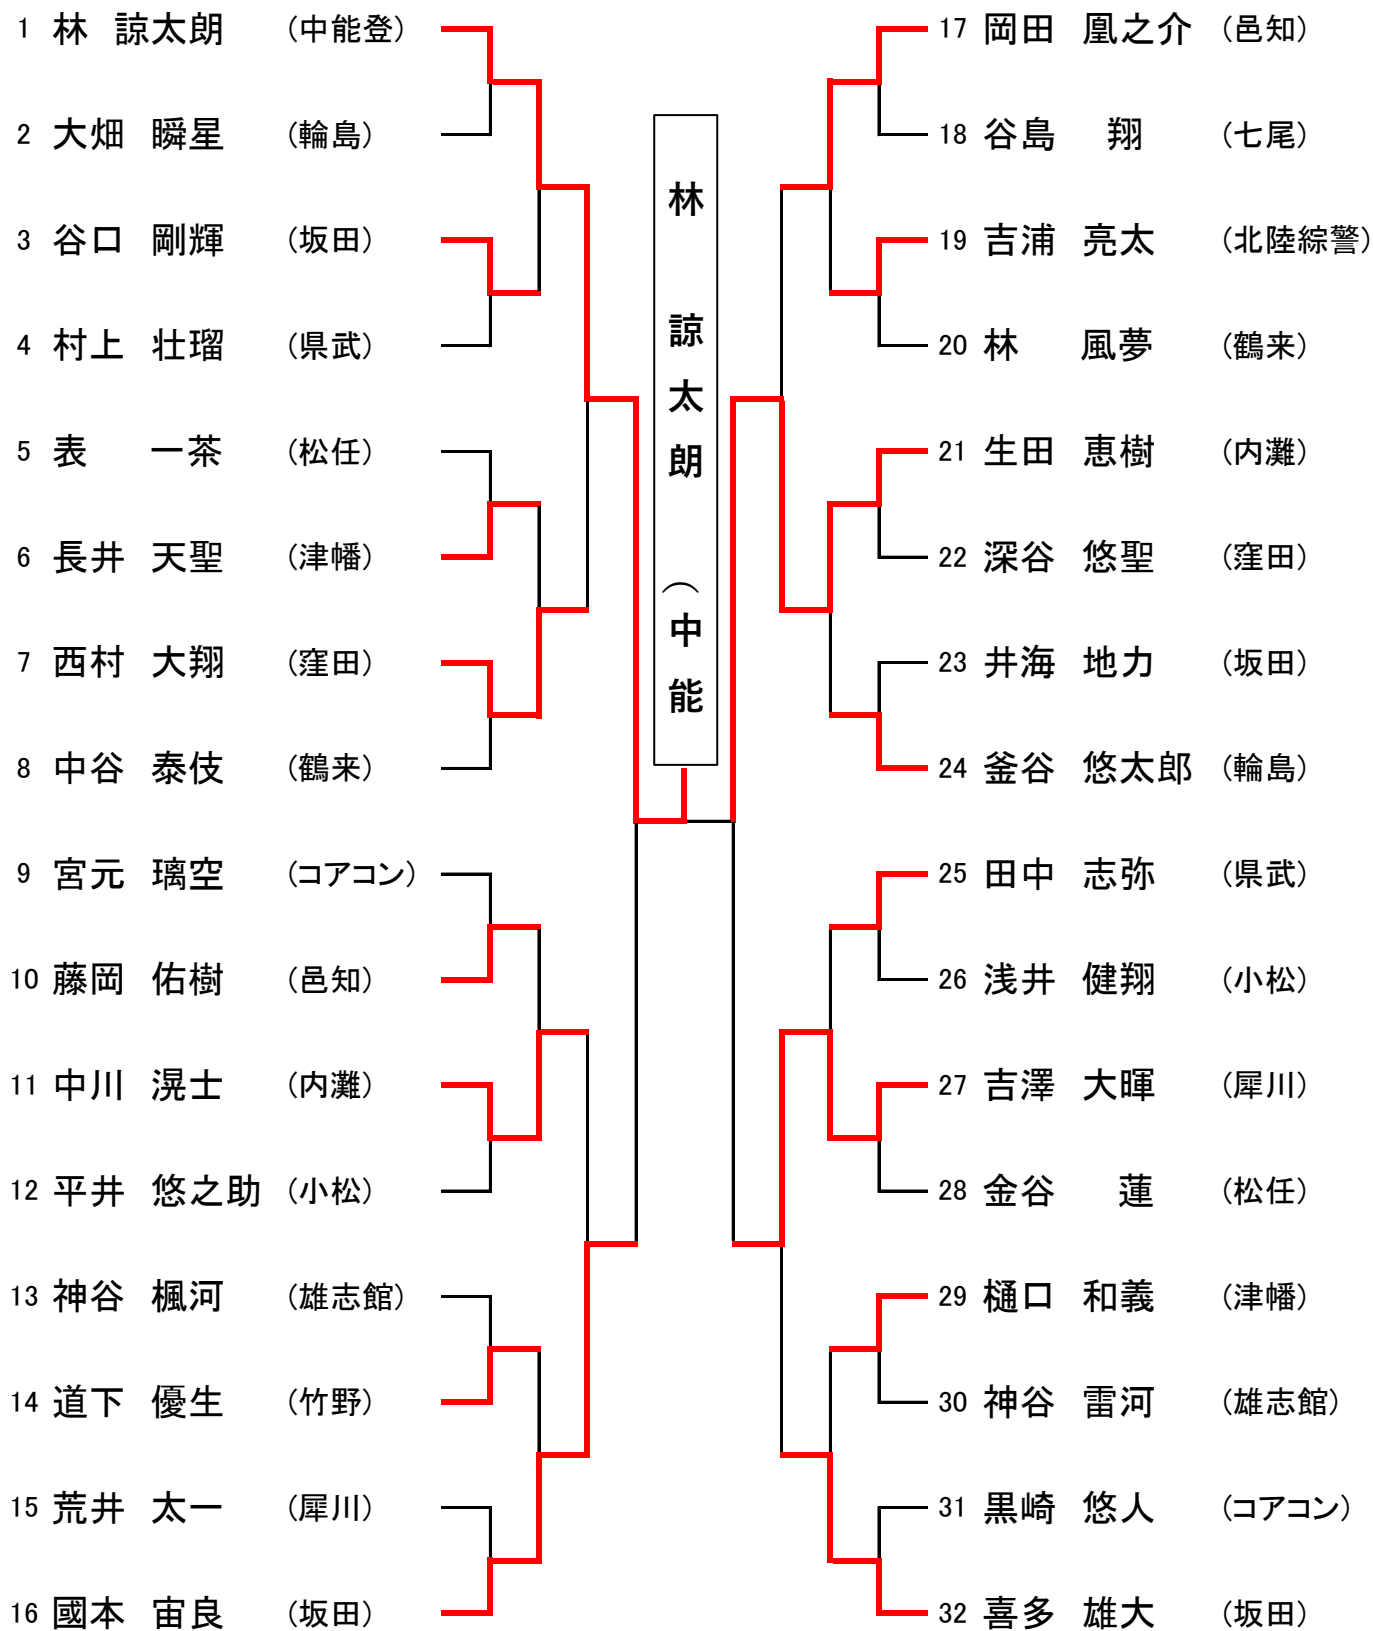 1 林 諒太朗 (中能登)
2 大畑 瞬星 (輪島)
3 谷口 剛輝 (坂田)
4 村上 壮瑠 (県武)
5 表 一茶 (松任)
6 長井 天聖 (津幡)
7 西村 大翔 (窪田)
8 中谷 泰伎 (鶴来)
9 宮元 璃空 (コアコン)
10 藤岡 佑樹 (邑知)
11 中川 滉士 (内灘)
12 平井 悠之助 (小松)
13 神谷 楓河 (雄志館)
14 道下 優生 (竹野)
15 荒井 太一 (犀川)
16 國本 宙良 (坂田)
林 諒太朗 (中能
17 岡田 凰之介 (邑知)
18 谷島 翔 (七尾)
19 吉浦 亮太 (北陸綜警)
20 林 風夢 (鶴来)
21 生田 恵樹 (内灘)
22 深谷 悠聖 (窪田)
23 井海 地力 (坂田)
24 釜谷 悠太郎 (輪島)
25 田中 志弥 (県武)
26 浅井 健翔 (小松)
27 吉澤 大暉 (犀川)
28 金谷 蓮 (松任)
29 樋口 和義 (津幡)
30 神谷 雷河 (雄志館)
31 黒崎 悠人 (コアコン)
32 喜多 雄大 (坂田)